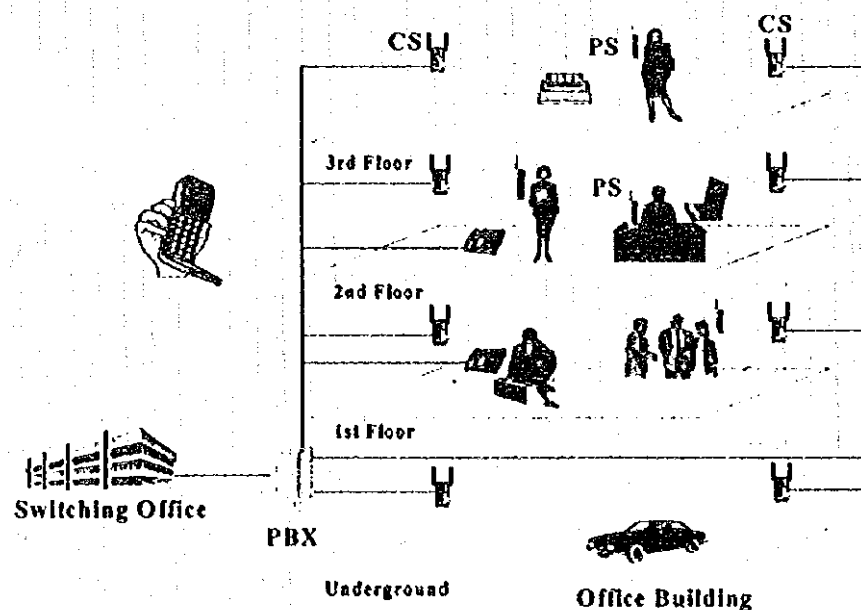 CS
PS
CS
3rd Floor
PS
2nd Floor
1st Floor
Switching Office
PBX
Underground
Office Building